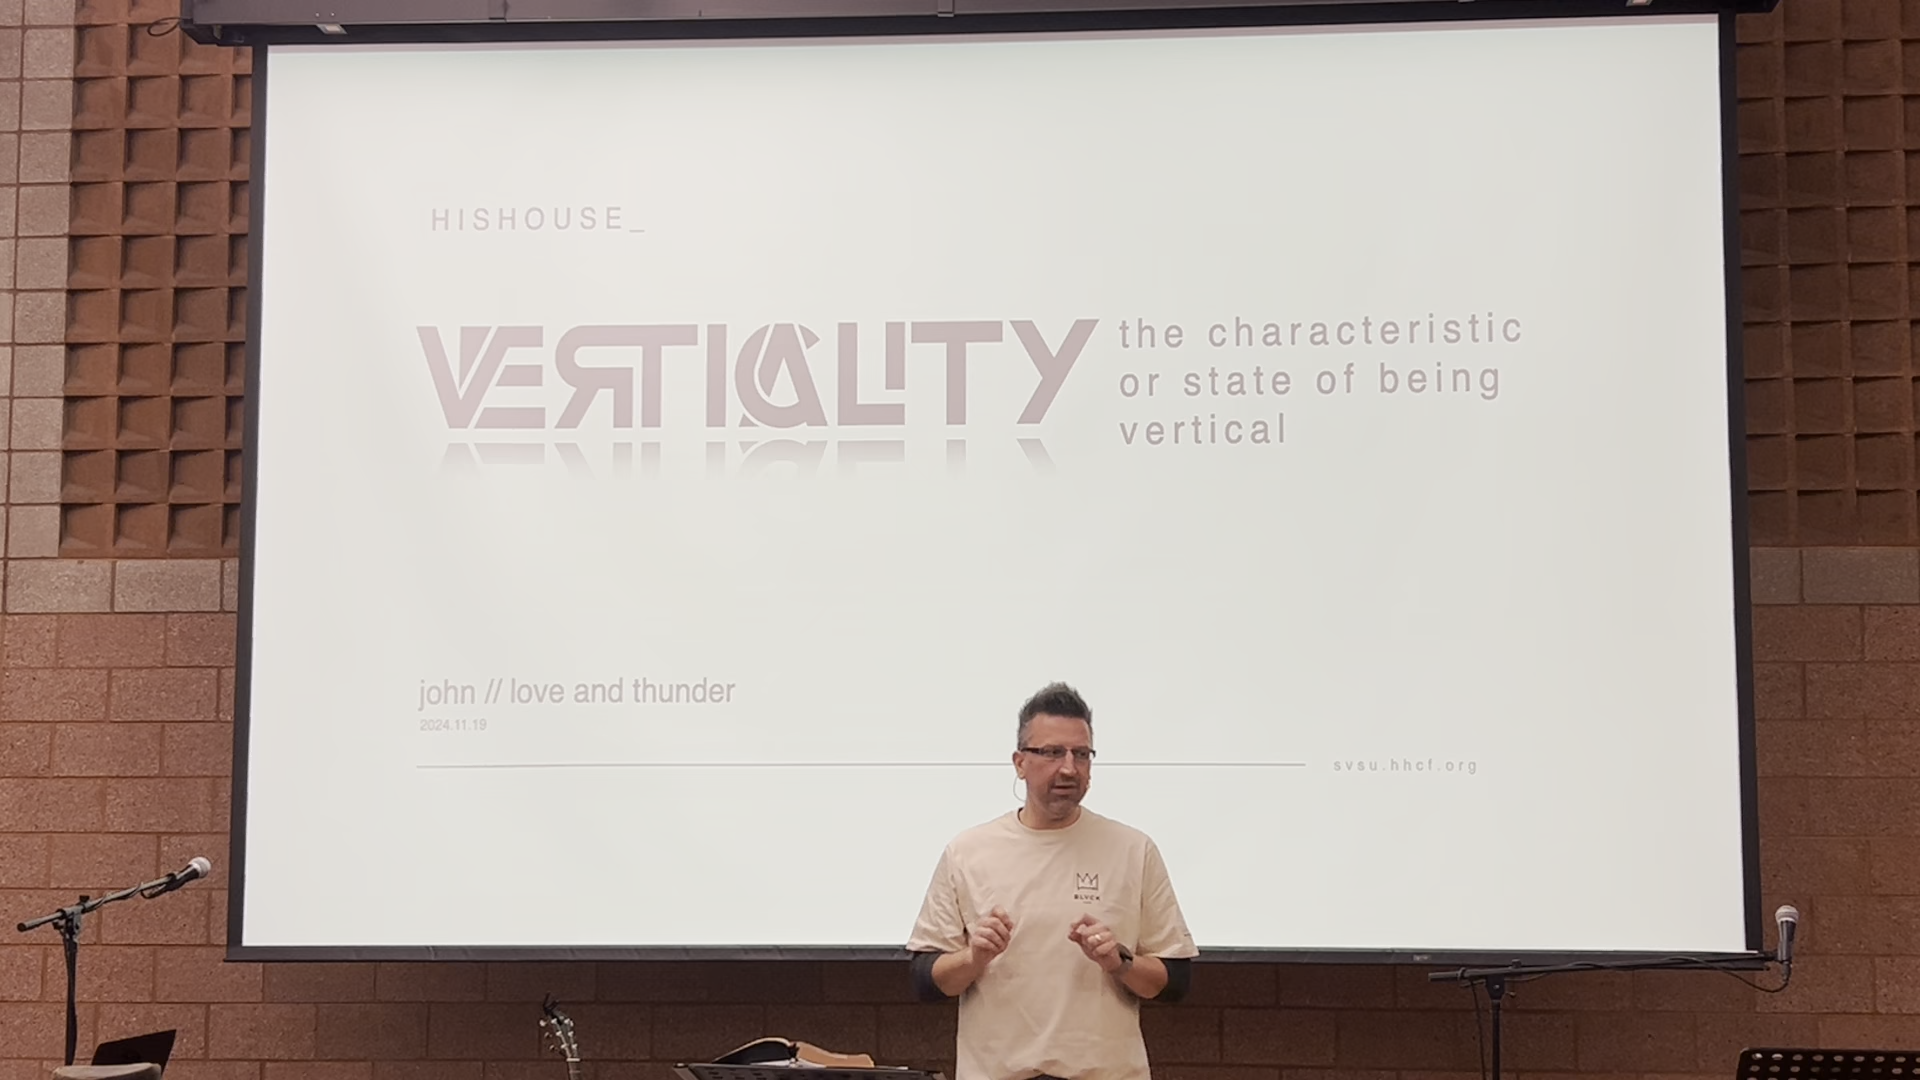 HISHOUSE_
VERTICALITY
the characteristic
or state of being
vertical
john // love and thunder
2024.11.19
svsu.hhcf.org
BLVCK